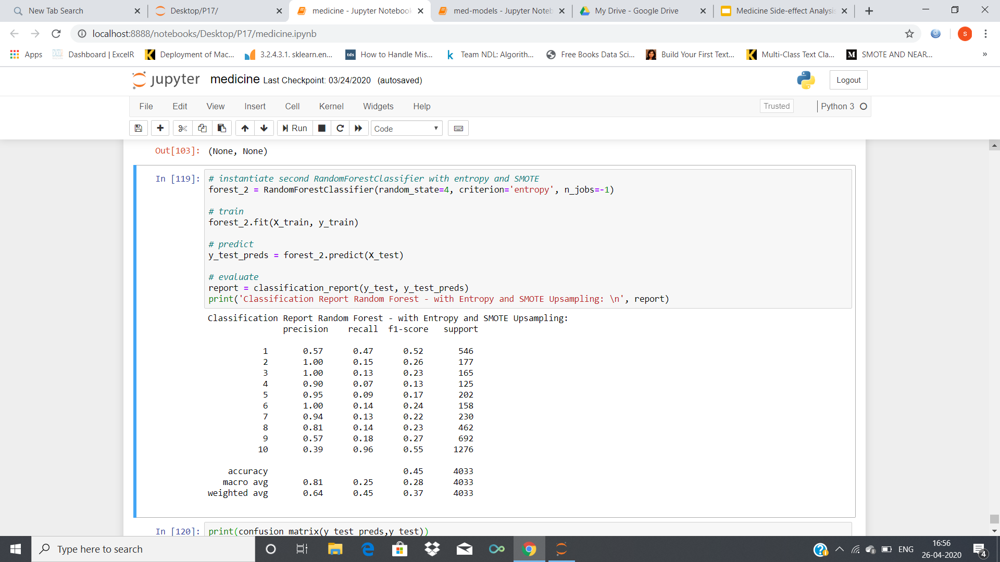 New Tab Search
Desktop/P17/
medicine - Jupyter Notebook
med-models - Jupyter Noteb
My Drive - Google Drive
Medicine Side-effect Analysis
localhost:8888/notebooks/Desktop/P17/medicine.ipynb
S
Apps
Dashboard | ExcelR
Deployment of Mac...
3.2.4.3.1. sklearn.en...
tds
How to Handle Mis...
k
Team NDL: Algorith...
Free Books Data Sci...
Build Your First Text...
Multi-Class Text Cla...
M
SMOTE AND NEAR...
»
jupyter medicine Last Checkpoint: 03/24/2020 (autosaved)
Logout
File Edit View Insert Cell Kernel Widgets Help
Trusted
Python 3
Run
Code
Out[103]: (None, None)
In [119]: # instantiate second RandomForestClassifier with entropy and SMOTE
forest_2 = RandomForestClassifier(random_state=4, criterion='entropy', n_jobs=-1)
# train
forest_2.fit(X_train, y_train)
# predict
y_test_preds = forest_2.predict(X_test)
# evaluate
report = classification_report(y_test, y_test_preds)
print('Classification Report Random Forest - with Entropy and SMOTE Upsampling: \n', report)
Classification Report Random Forest - with Entropy and SMOTE Upsampling:
precision recall f1-score support
1 0.57 0.47 0.52 546
2 1.00 0.15 0.26 177
3 1.00 0.13 0.23 165
4 0.90 0.07 0.13 125
5 0.95 0.09 0.17 202
6 1.00 0.14 0.24 158
7 0.94 0.13 0.22 230
8 0.81 0.14 0.23 462
9 0.57 0.18 0.27 692
10 0.39 0.96 0.55 1276
accuracy 0.45 4033
macro avg 0.81 0.25 0.28 4033
weighted avg 0.64 0.45 0.37 4033
In [120]: print(confusion_matrix(y_test_preds,y_test))
Type here to search
ENG
16:56
26-04-2020
4